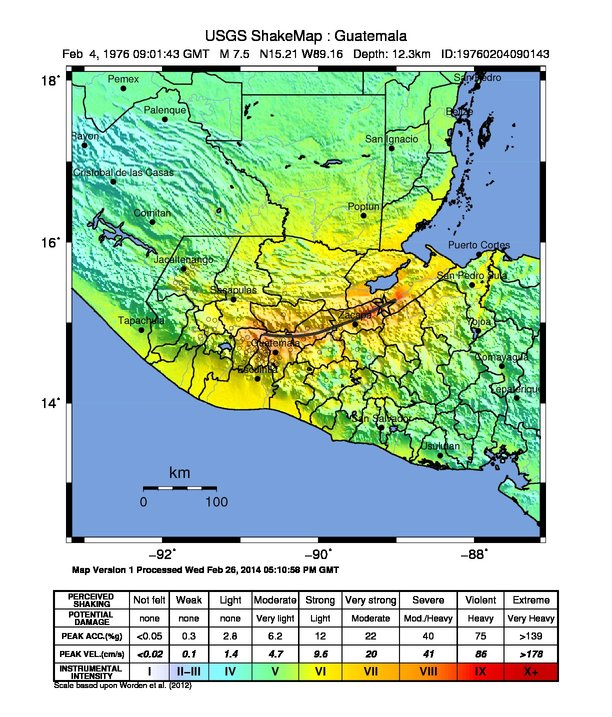 USGS ShakeMap : Guatemala
Feb 4, 1976 09:01:43 GMT M 7.5 N15.21 W89.16 Depth: 12.3km ID:19760204090143
18°
16°
14°
Pemex
San Pedro
Palenque
Belize
Rayon
San Ignacio
Cristobal de las Casas
Comitan
Poptun
Puerto Cortes
Jacaltenango
San Pedro Sula
Sacapulas
Tapachula
Zacapa
Yojoa
Guatemala
Comayagua
Escuintla
Lepaterique
San Salvador
Usulutan
km
0 100
−92° −90° −88°
Map Version 1 Processed Wed Feb 26, 2014 05:10:58 PM GMT
PERCEIVED SHAKING Not felt Weak Light Moderate Strong Very strong Severe Violent Extreme
POTENTIAL DAMAGE none none none Very light Light Moderate Mod./Heavy Heavy Very Heavy
PEAK ACC.(%g) <0.05 0.3 2.8 6.2 12 22 40 75 >139
PEAK VEL.(cm/s) <0.02 0.1 1.4 4.7 9.6 20 41 86 >178
INSTRUMENTAL INTENSITY I II−III IV V VI VII VIII IX X+
Scale based upon Worden et al. (2012)